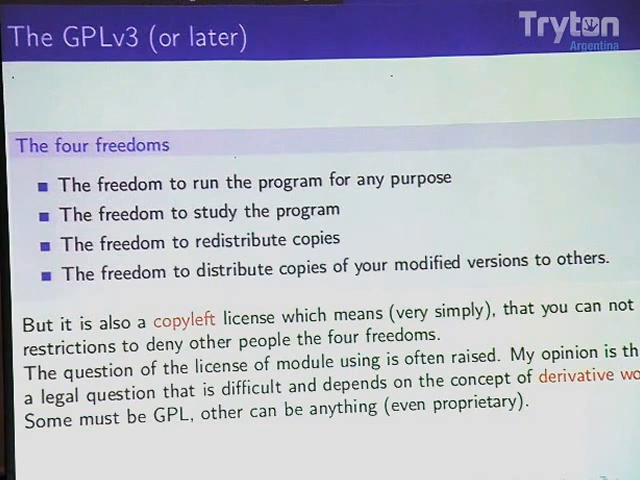 The GPLv3 (or later)
Tryton
Argentina
The four freedoms
The freedom to run the program for any purpose
The freedom to study the program
The freedom to redistribute copies
The freedom to distribute copies of your modified versions to others.
But it is also a copyleft license which means (very simply), that you can not
restrictions to deny other people the four freedoms.
The question of the license of module using is often raised. My opinion is th
a legal question that is difficult and depends on the concept of derivative wo
Some must be GPL, other can be anything (even proprietary).